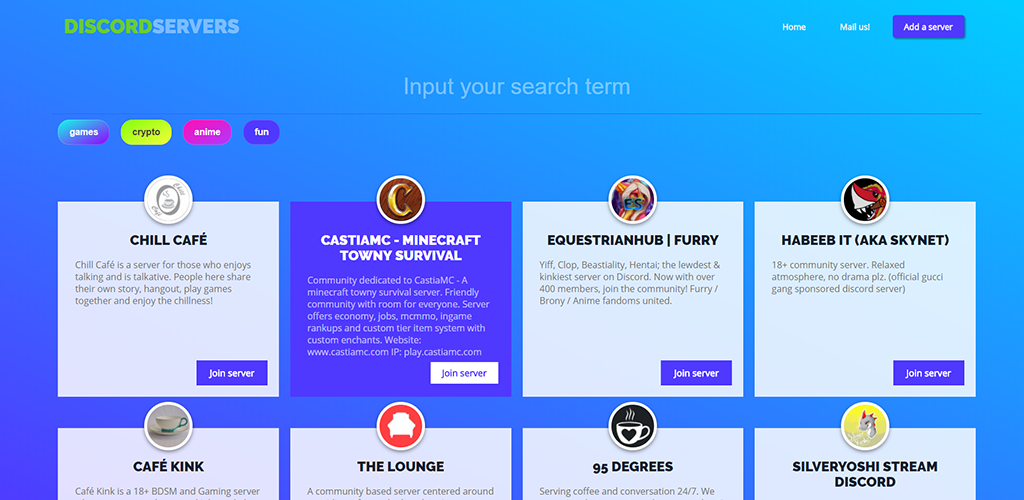 DISCORDSERVERS
Home Mail us! Add a server
Input your search term
games crypto anime fun
CHILL CAFÉ
Chill Café is a server for those who enjoys
talking and is talkative. People here share
their own story, hangout, play games
together and enjoy the chillness!
Join server
CASTIAMC - MINECRAFT
TOWNY SURVIVAL
Community dedicated to CastiaMC - A
minecraft towny survival server. Friendly
community with room for everyone. Server
offers economy, jobs, mcmmo, ingame
rankups and custom tier item system with
custom enchants. Website:
www.castiamc.com IP: play.castiamc.com
Join server
EQUESTRIANHUB | FURRY
Yiff, Clop, Beastiality, Hentai; the lewdest &
kinkiest server on Discord. Now with over
400 members, join the community! Furry /
Brony / Anime fandoms united.
Join server
HABEEB IT (AKA SKYNET)
18+ community server. Relaxed
atmosphere, no drama plz. (official gucci
gang sponsored discord server)
Join server
CAFÉ KINK
Café Kink is a 18+ BDSM and Gaming server
THE LOUNGE
A community based server centered around
95 DEGREES
Serving coffee and conversation 24/7. We
SILVERYOSHI STREAM
DISCORD